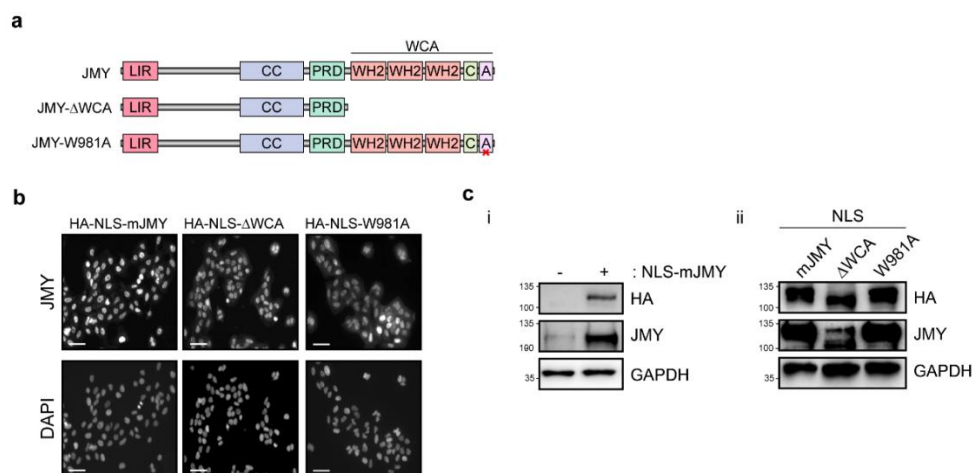 a
WCA
JMY LIR CC PRD WH2 WH2 WH2 C A
JMY-ΔWCA LIR CC PRD
JMY-W981A LIR CC PRD WH2 WH2 WH2 C A
b
HA-NLS-mJMY HA-NLS-ΔWCA HA-NLS-W981A
JMY
DAPI
c
i
- + : NLS-mJMY
135
100
HA
135
190
JMY
35
GAPDH
ii
NLS
mJMY ΔWCA W981A
135
100
HA
135
100
JMY
35
GAPDH